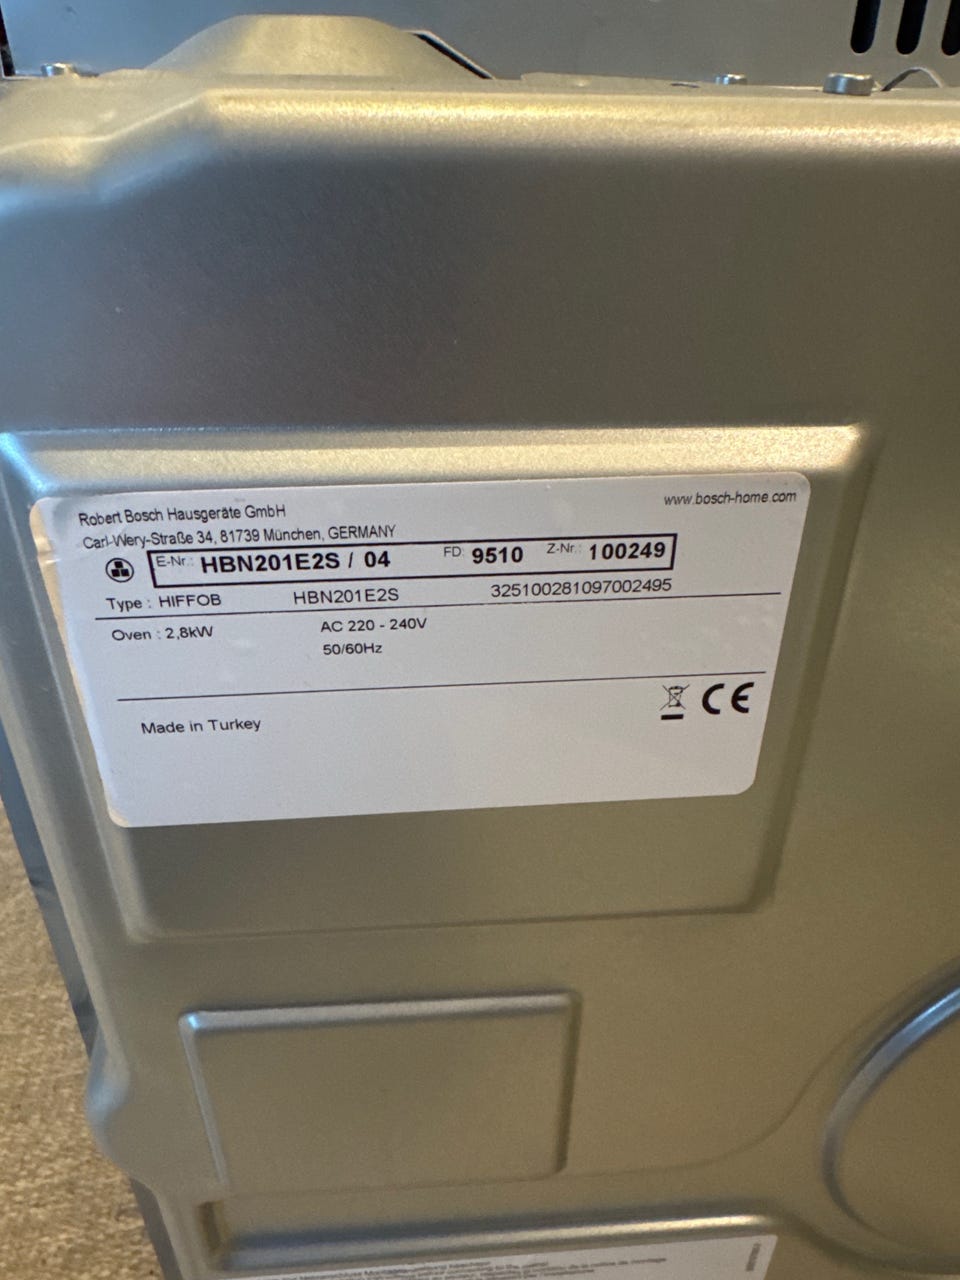 Robert Bosch Hausgeräte GmbH
www.bosch-home.com
Carl-Wery-Straße 34, 81739 München, GERMANY
E-Nr.: HBN201E2S / 04 FD: 9510 Z-Nr.: 100249
Type : HIFFOB HBN201E2S 325100281097002495
Oven : 2,8kW AC 220 - 240V
50/60Hz
CE
Made in Turkey